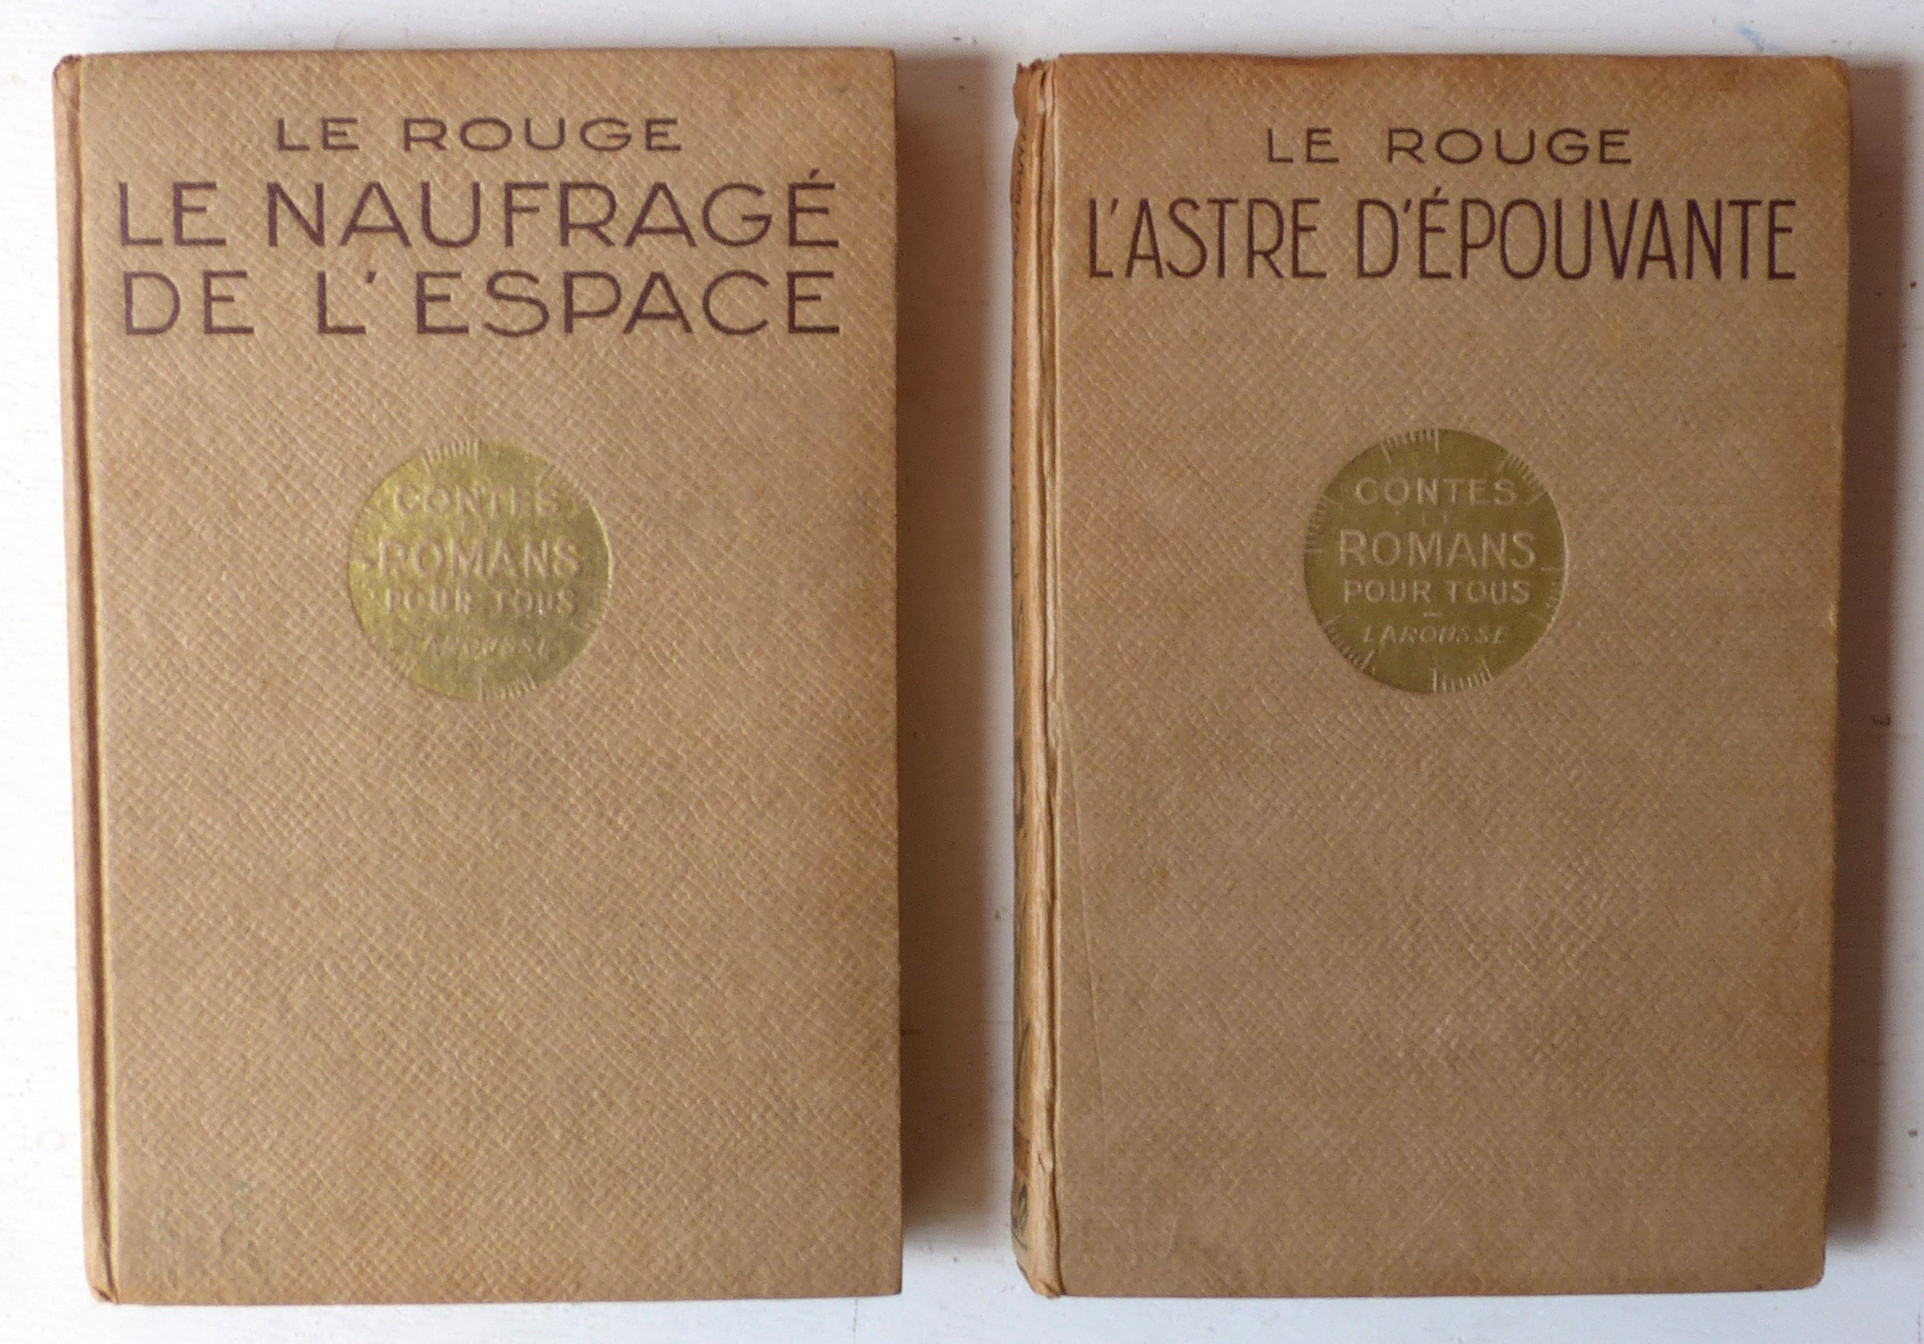 LE ROUGE
LE NAUFRAGÉ
DE L'ESPACE
CONTES
ROMANS
POUR TOUS
LAROUSSE
LE ROUGE
L'ASTRE D'ÉPOUVANTE
CONTES
ROMANS
POUR TOUS
LAROUSSE